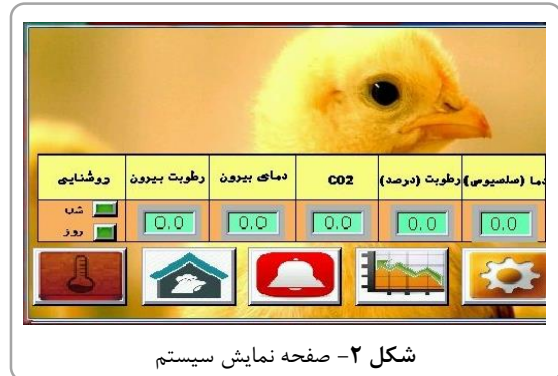 دما (سلسیوس) رطوبت (درصد) CO2 دمای بیرون رطوبت بیرون روشنایی
0.0 0.0 0.0 0.0 0.0 شب
روز
شکل ۲- صفحه نمایش سیستم